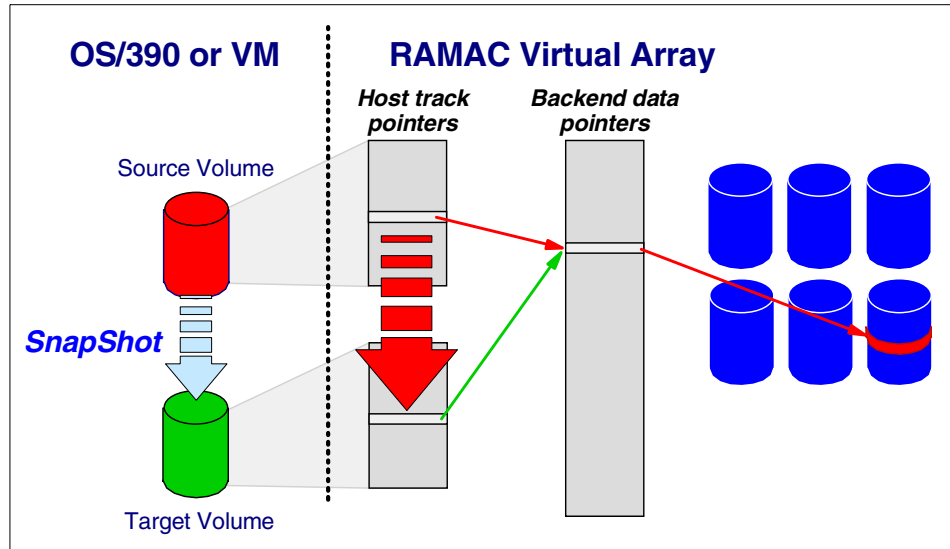 OS/390 or VM
RAMAC Virtual Array
Host track
pointers
Backend data
pointers
Source Volume
SnapShot
Target Volume